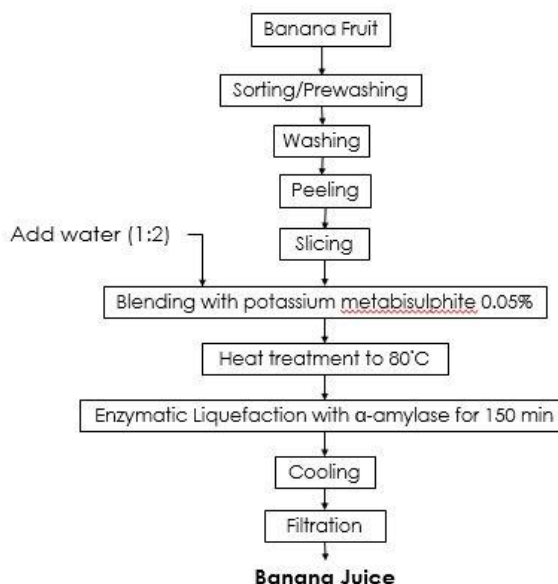 Banana Fruit
Sorting/Prewashing
Washing
Peeling
Add water (1:2)
Slicing
Blending with potassium metabisulphite 0.05%
Heat treatment to 80°C
Enzymatic Liquefaction with α-amylase for 150 min
Cooling
Filtration
Banana Juice